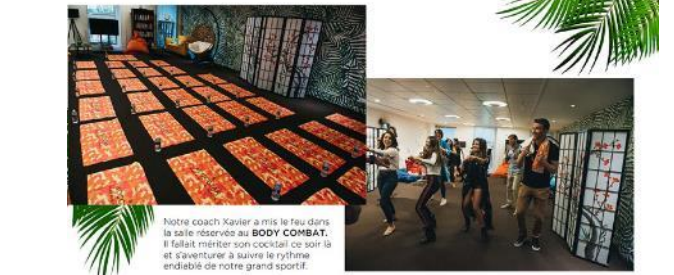 Notre coach Xavier a mis le feu dans
la salle réservée au BODY COMBAT.
Il fallait mériter son cocktail ce soir là
et s'aventurer à suivre le rythme
endiablé de notre grand sportif.